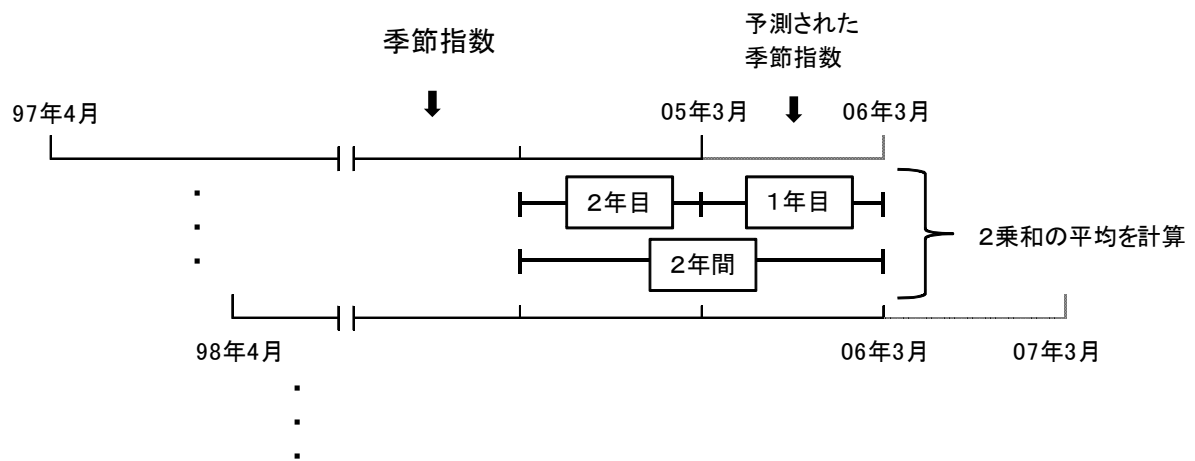 予測された
季節指数
季節指数
97年4月
05年3月
06年3月
2年目
1年目
2年間
2乗和の平均を計算
98年4月
06年3月
07年3月